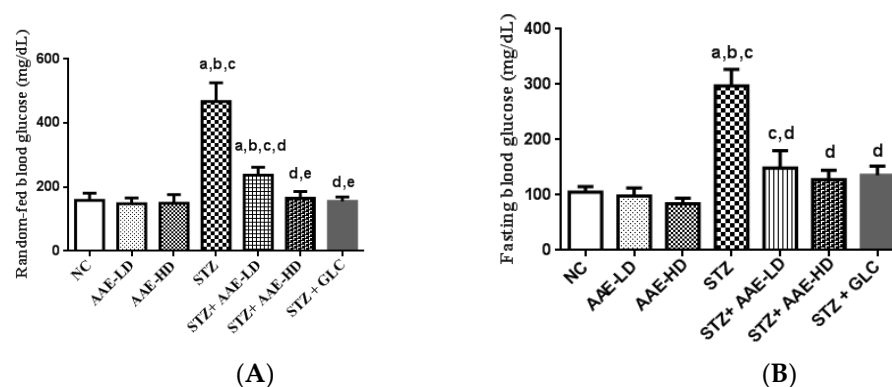 A
Random-fed blood glucose (mg/dL)
600
400
200
0
a,b,c
a,b,c,d
d,e
d,e
NC
AAE-LD
AAE-HD
STZ
STZ+ AAE-LD
STZ+ AAE-HD
STZ + GLC
(A)
B
Fasting blood glucose (mg/dL)
400
300
200
100
0
a,b,c
c,d
d
d
NC
AAE-LD
AAE-HD
STZ
STZ+ AAE-LD
STZ+ AAE-HD
STZ + GLC
(B)